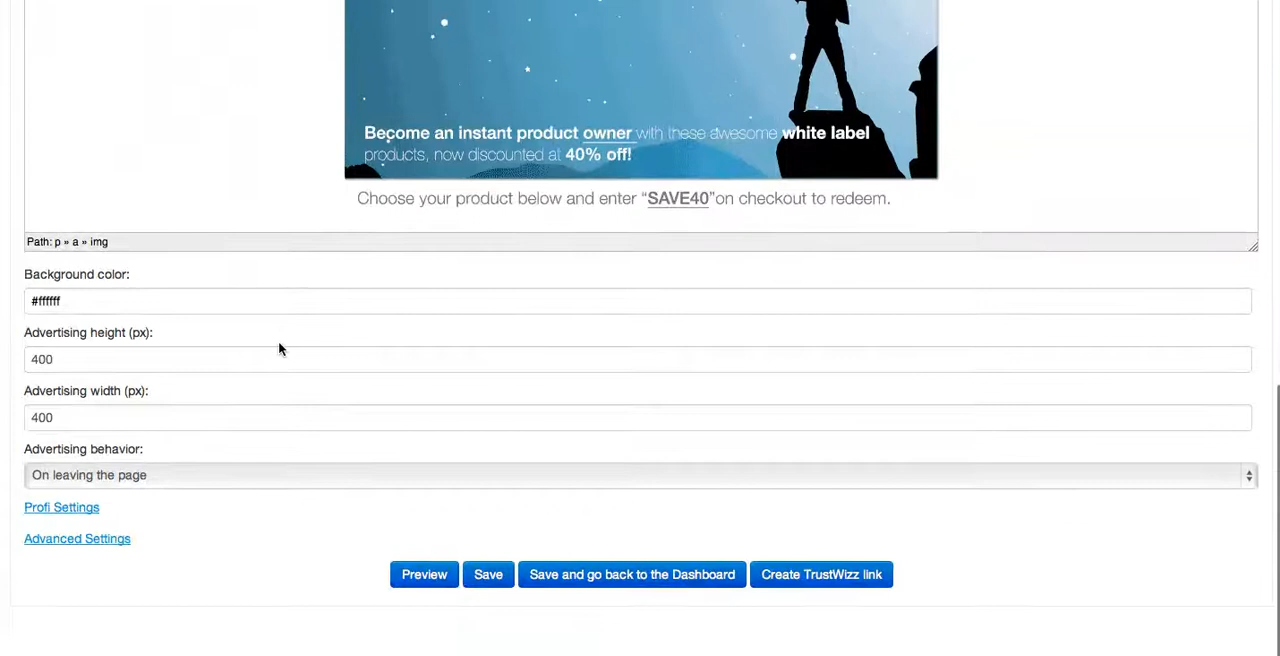 Become an instant product owner with these awesome white label
products, now discounted at 40% off!
Choose your product below and enter “SAVE40”on checkout to redeem.
Path: p » a » img
Background color:
#ffffff
Advertising height (px):
400
Advertising width (px):
400
Advertising behavior:
On leaving the page
Profi Settings
Advanced Settings
Preview Save Save and go back to the Dashboard Create TrustWizz link